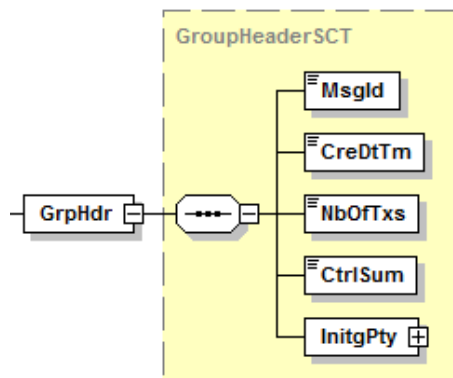 GroupHeaderSCT
MsgId
CreDtTm
GrpHdr
NbOfTxs
CtrlSum
InitgPty